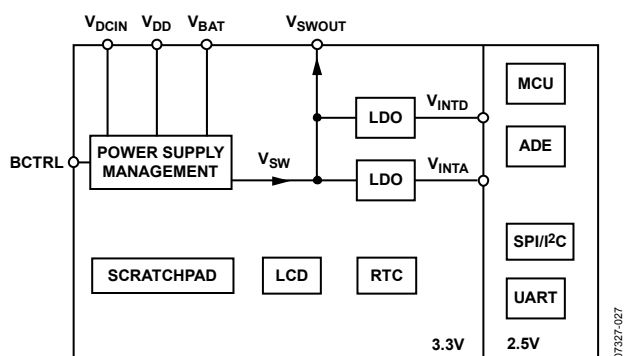 VDCIN VDD VBAT VSWOUT
MCU
LDO VINTD
ADE
BCTRL POWER SUPPLY
MANAGEMENT
VSW
LDO VINTA
SPI/I2C
SCRATCHPAD LCD RTC
UART
3.3V 2.5V
07327-027